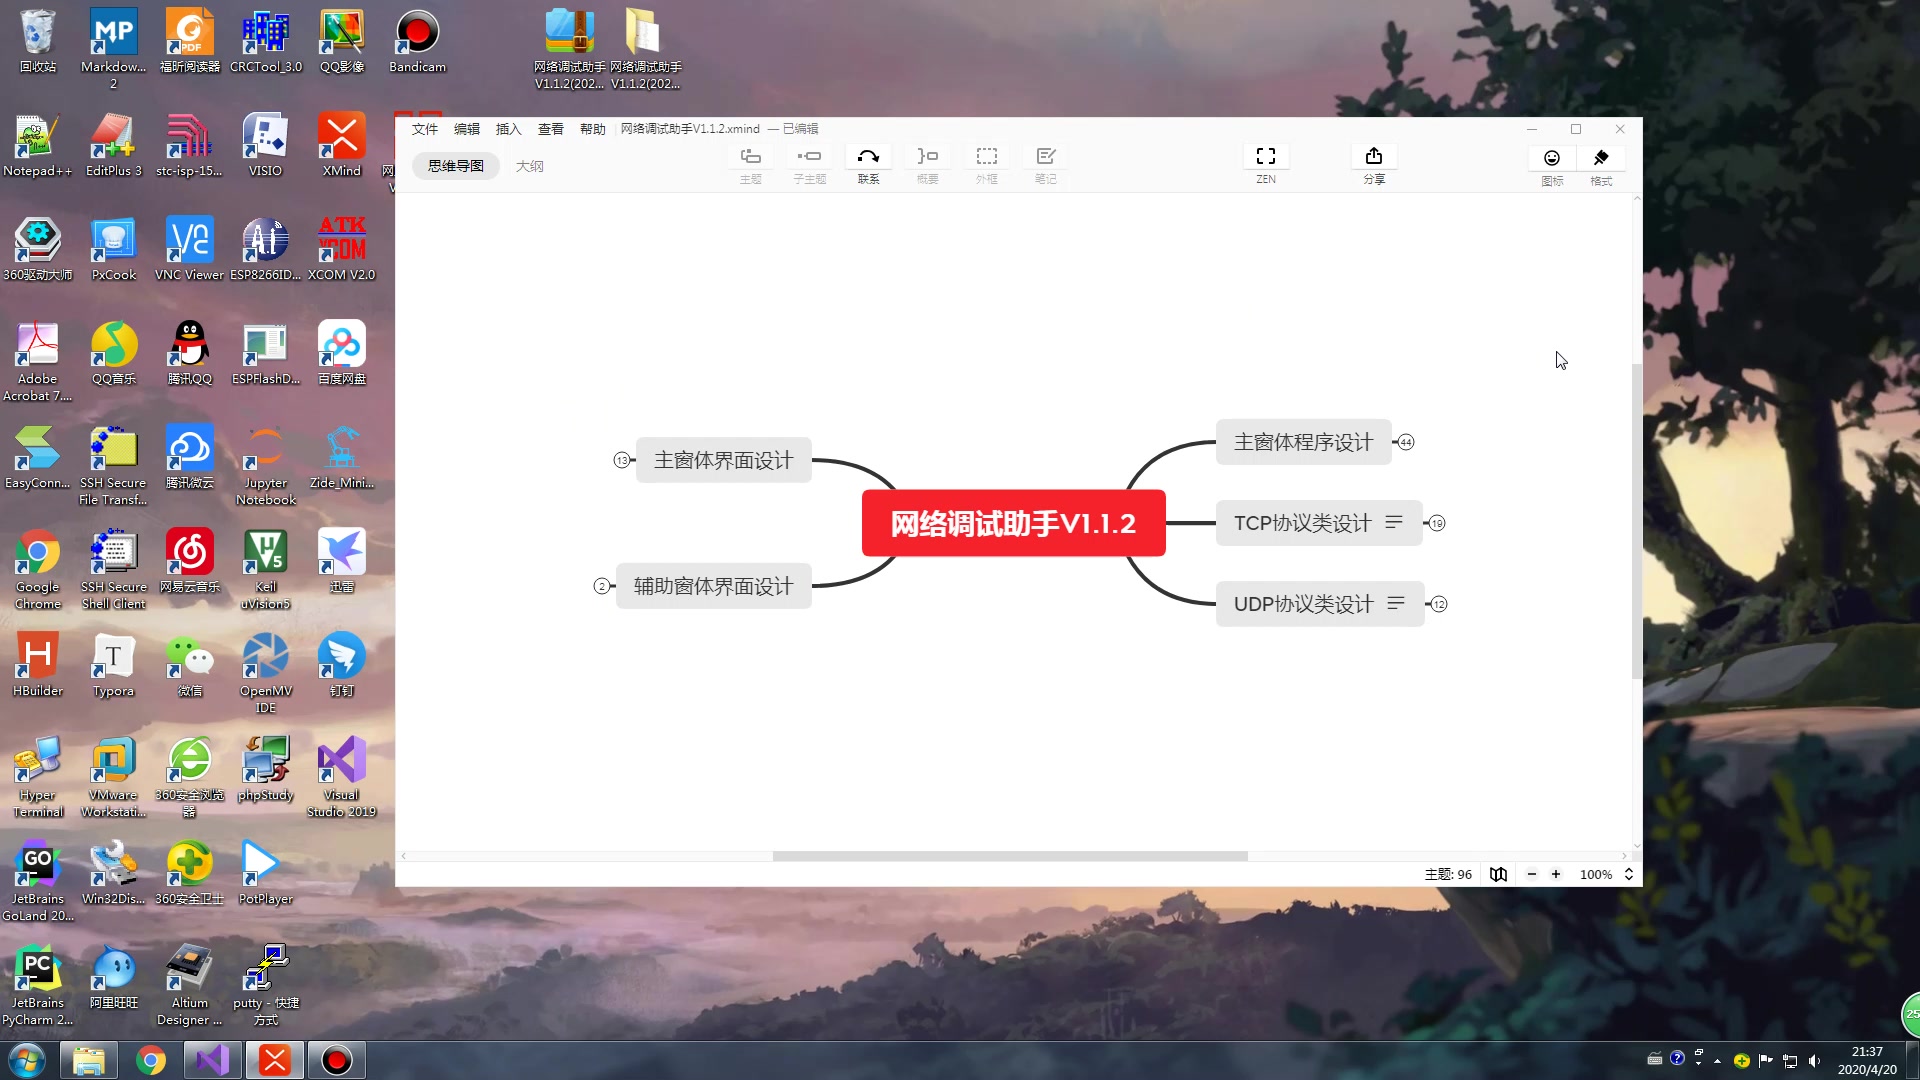 回收站
Markdow...
2
福昕阅读器
CRCTool_3.0
QQ影像
Bandicam
网络调试助手
V1.1.2(202...
网络调试助手
V1.1.2(202...
Notepad++
EditPlus 3
stc-isp-15...
VISIO
XMind
360驱动大师
PxCook
VNC Viewer
ESP8266ID...
XCOM V2.0
Adobe
Acrobat 7....
QQ音乐
腾讯QQ
ESPFlashD...
百度网盘
EasyConn...
SSH Secure
File Transf...
腾讯微云
Jupyter
Notebook
Zide_Mini...
Google
Chrome
SSH Secure
Shell Client
网易云音乐
Keil
uVision5
迅雷
HBuilder
Typora
微信
OpenMV
IDE
钉钉
Hyper
Terminal
VMware
Workstati...
360安全浏览
器
phpStudy
Visual
Studio 2019
JetBrains
GoLand 20...
Win32Dis...
360安全卫士
PotPlayer
JetBrains
PyCharm 2...
阿里旺旺
Altium
Designer ...
putty - 快捷
方式
文件 编辑 插入 查看 帮助 网络调试助手V1.1.2.xmind — 已编辑
思维导图 大纲
主题 子主题 联系 概要 外框 笔记 ZEN 分享 图标 格式
13 主窗体界面设计
2 辅助窗体界面设计
网络调试助手V1.1.2
主窗体程序设计 44
TCP协议类设计 19
UDP协议类设计 12
主题: 96
100%
25
21:37
2020/4/20